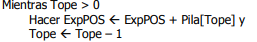 Mientras Tope > 0
Hacer ExpPOS ← ExpPOS + Pila[Tope] y
Tope ← Tope – 1